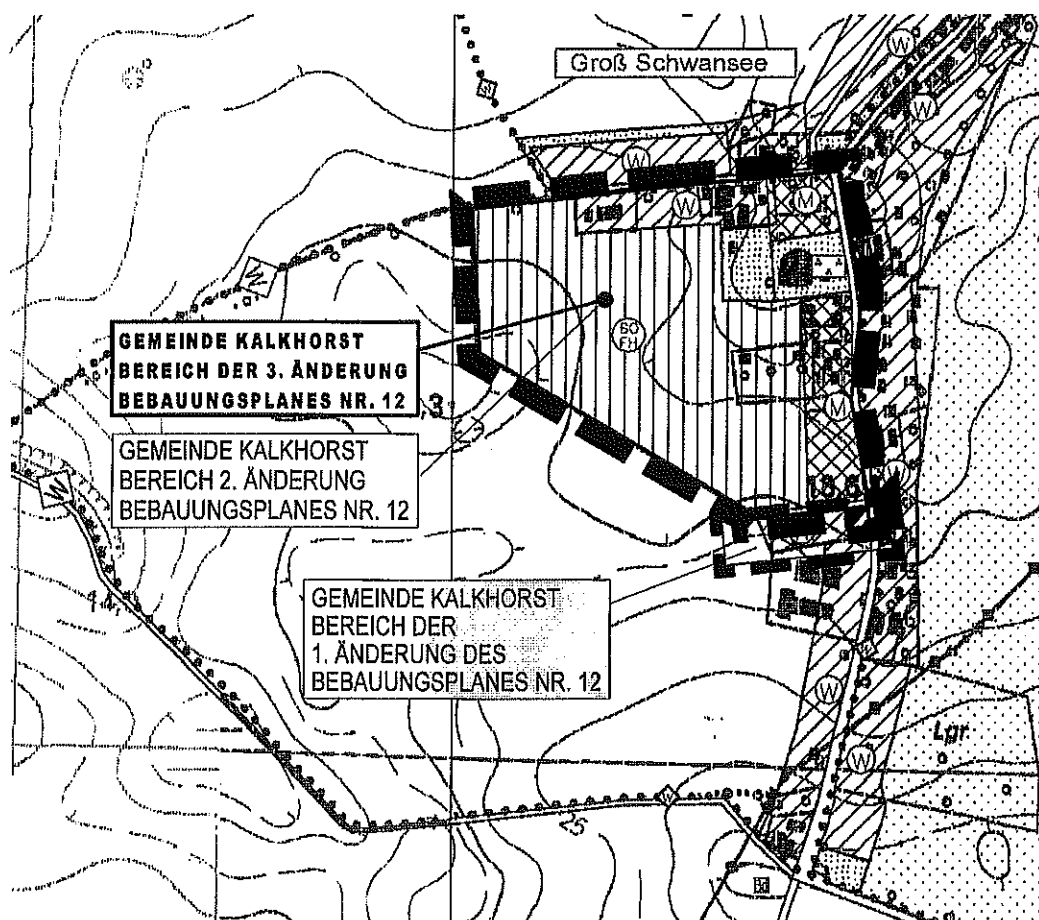 Groß Schwansee
W
W
W
W
M
SO
FH
GEMEINDE KALKHORST
BEREICH DER 3. ÄNDERUNG
BEBAUUNGSPLANES NR. 12
3
GEMEINDE KALKHORST
BEREICH 2. ÄNDERUNG
BEBAUUNGSPLANES NR. 12
M
GEMEINDE KALKHORST
BEREICH DER
1. ÄNDERUNG DES
BEBAUUNGSPLANES NR. 12
W
W
Lgr
W
25